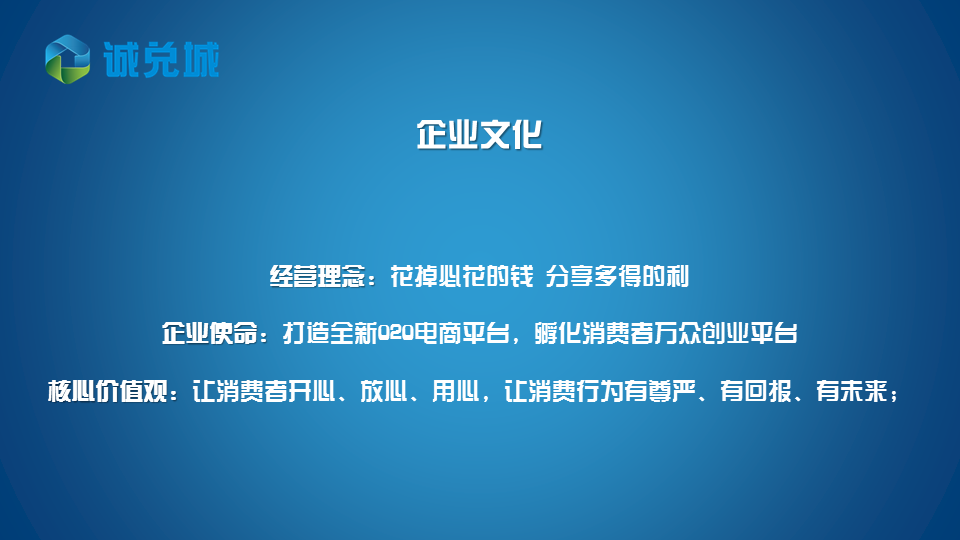 诚兑城
企业文化
经营理念：花掉必花的钱 分享多得的利
企业使命：打造全新O2O电商平台，孵化消费者万众创业平台
核心价值观：让消费者开心、放心、用心，让消费行为有尊严、有回报、有未来；